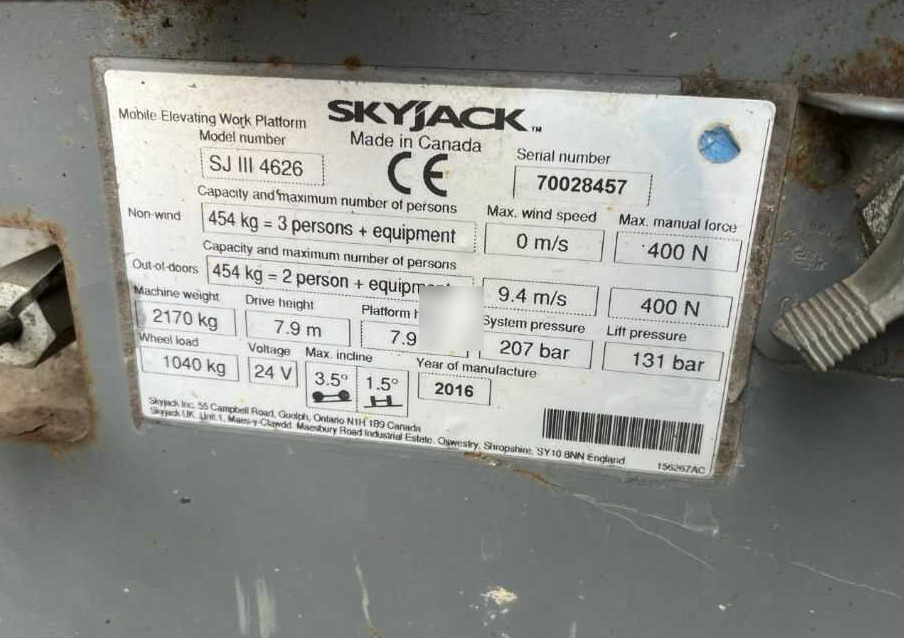 SKYJACK™
Mobile Elevating Work Platform
Made in Canada
Model number
SJ III 4626
CE
Serial number
70028457
Capacity and maximum number of persons
Non-wind
454 kg = 3 persons + equipment
Max. wind speed
0 m/s
Max. manual force
400 N
Capacity and maximum number of persons
Out-of-doors
454 kg = 2 person + equipm
9.4 m/s
400 N
Machine weight
2170 kg
Drive height
7.9 m
Platform
7.9
System pressure
207 bar
Lift pressure
131 bar
Wheel load
1040 kg
Voltage
24 V
Max. incline
3.5° 1.5°
Year of manufacture
2016
Skyjack Inc. 55 Campbell Road, Guelph, Ontario N1H 1B9 Canada
Skyjack UK. Unit 1, Maes-y-Clawdd, Maesbury Road Industrial Estate, Oswestry, Shropshire, SY10 8NN England
156267AC